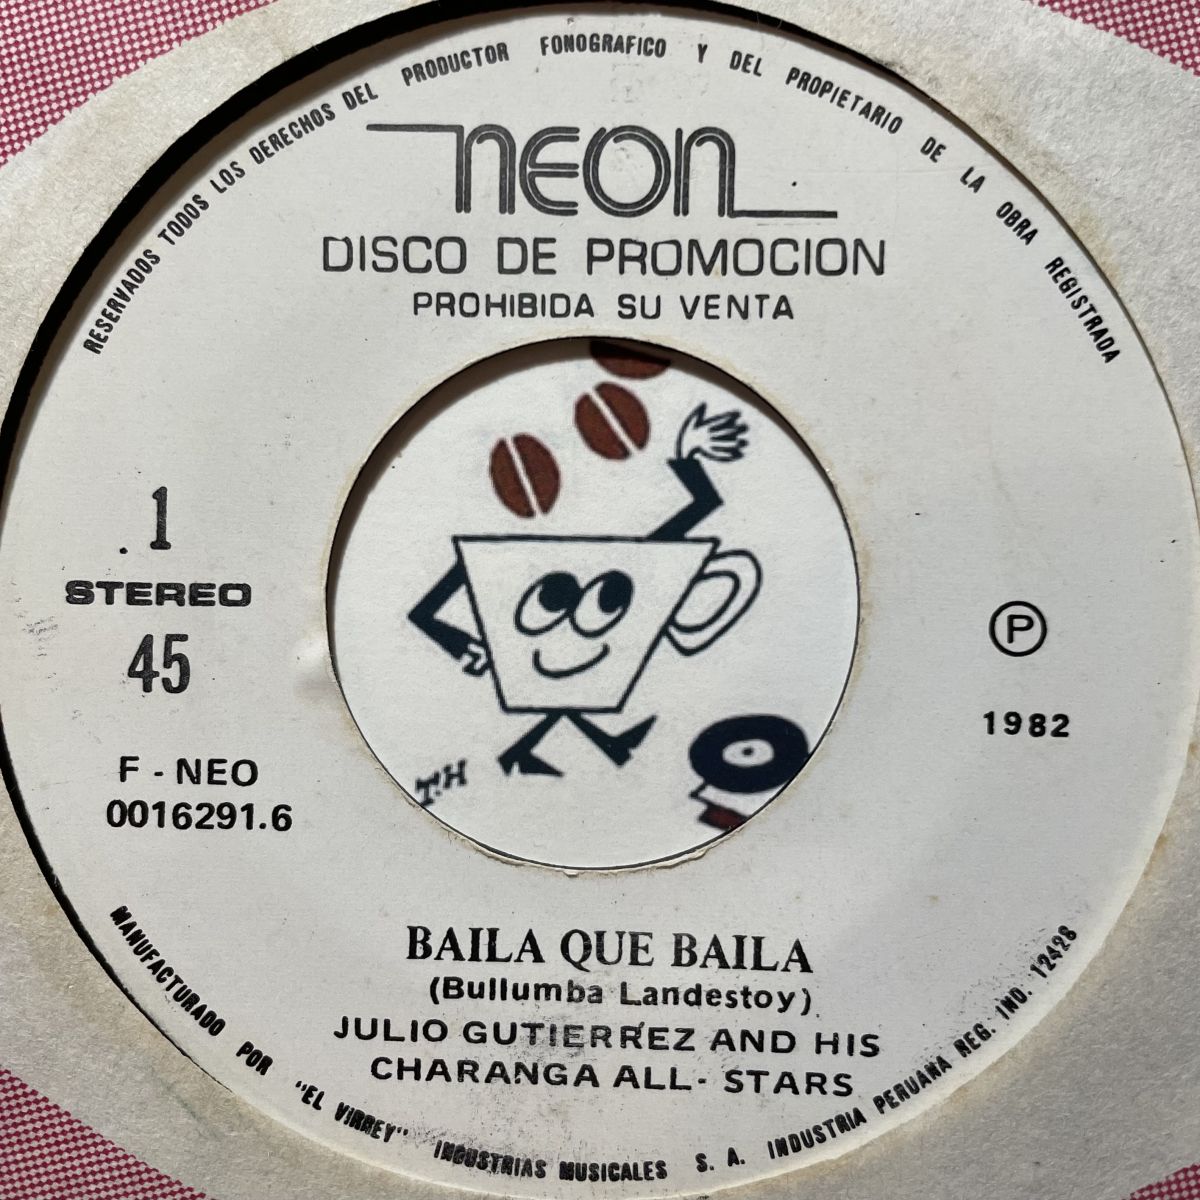 RESERVADOS TODOS LOS DERECHOS DEL PRODUCTOR FONOGRAFICO Y DEL PROPIETARIO DE LA OBRA REGISTRADA
NEON
DISCO DE PROMOCION
PROHIBIDA SU VENTA
.1
STEREO
45
F - NEO
0016291.6
Ⓟ
1982
T.H
BAILA QUE BAILA
(Bullumba Landestoy)
JULIO GUTIERREZ AND HIS
CHARANGA ALL - STARS
MANUFACTURADO POR "EL VIRREY" INDUSTRIAS MUSICALES S. A. INDUSTRIA PERUANA REG. IND. 12428